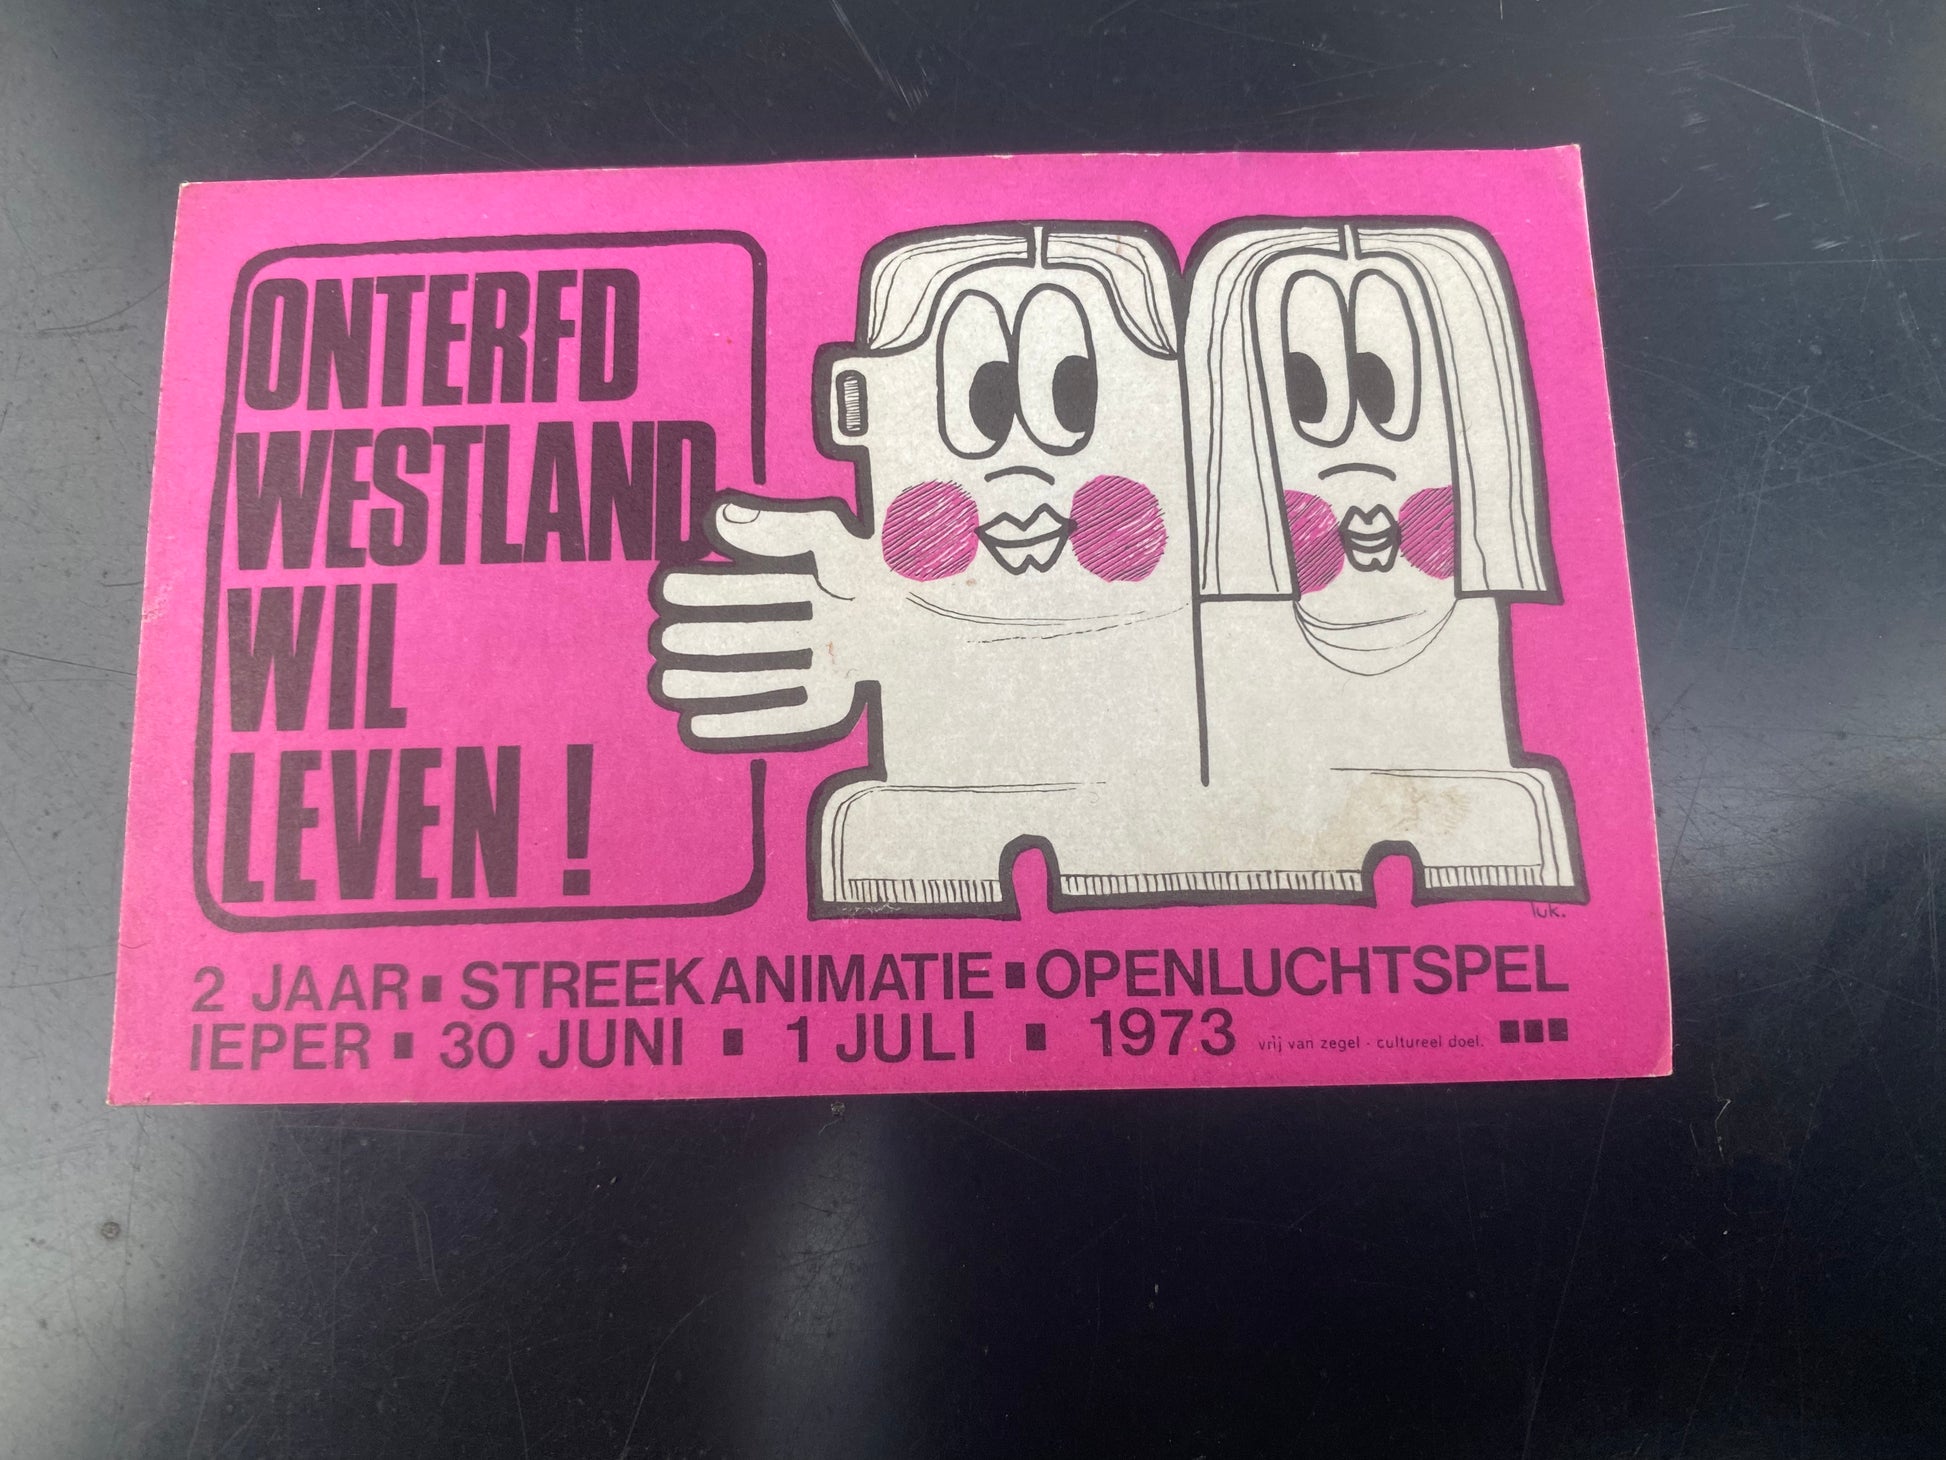 ONTERFD
WESTLAND
WIL
LEVEN !
luk.
2 JAAR ▪ STREEKANIMATIE ▪ OPENLUCHTSPEL
IEPER ▪ 30 JUNI ▪ 1 JULI ▪ 1973 vrij van zegel - cultureel doel. ▪▪▪